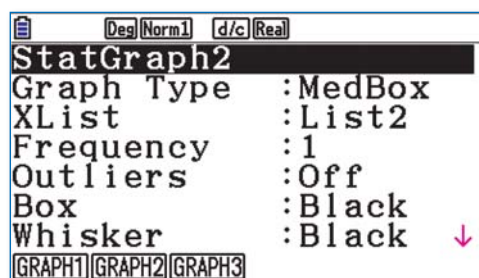 Deg Norm1 d/c Real
StatGraph2
Graph Type :MedBox
XList :List2
Frequency :1
Outliers :Off
Box :Black
Whisker :Black ↓
GRAPH1 GRAPH2 GRAPH3